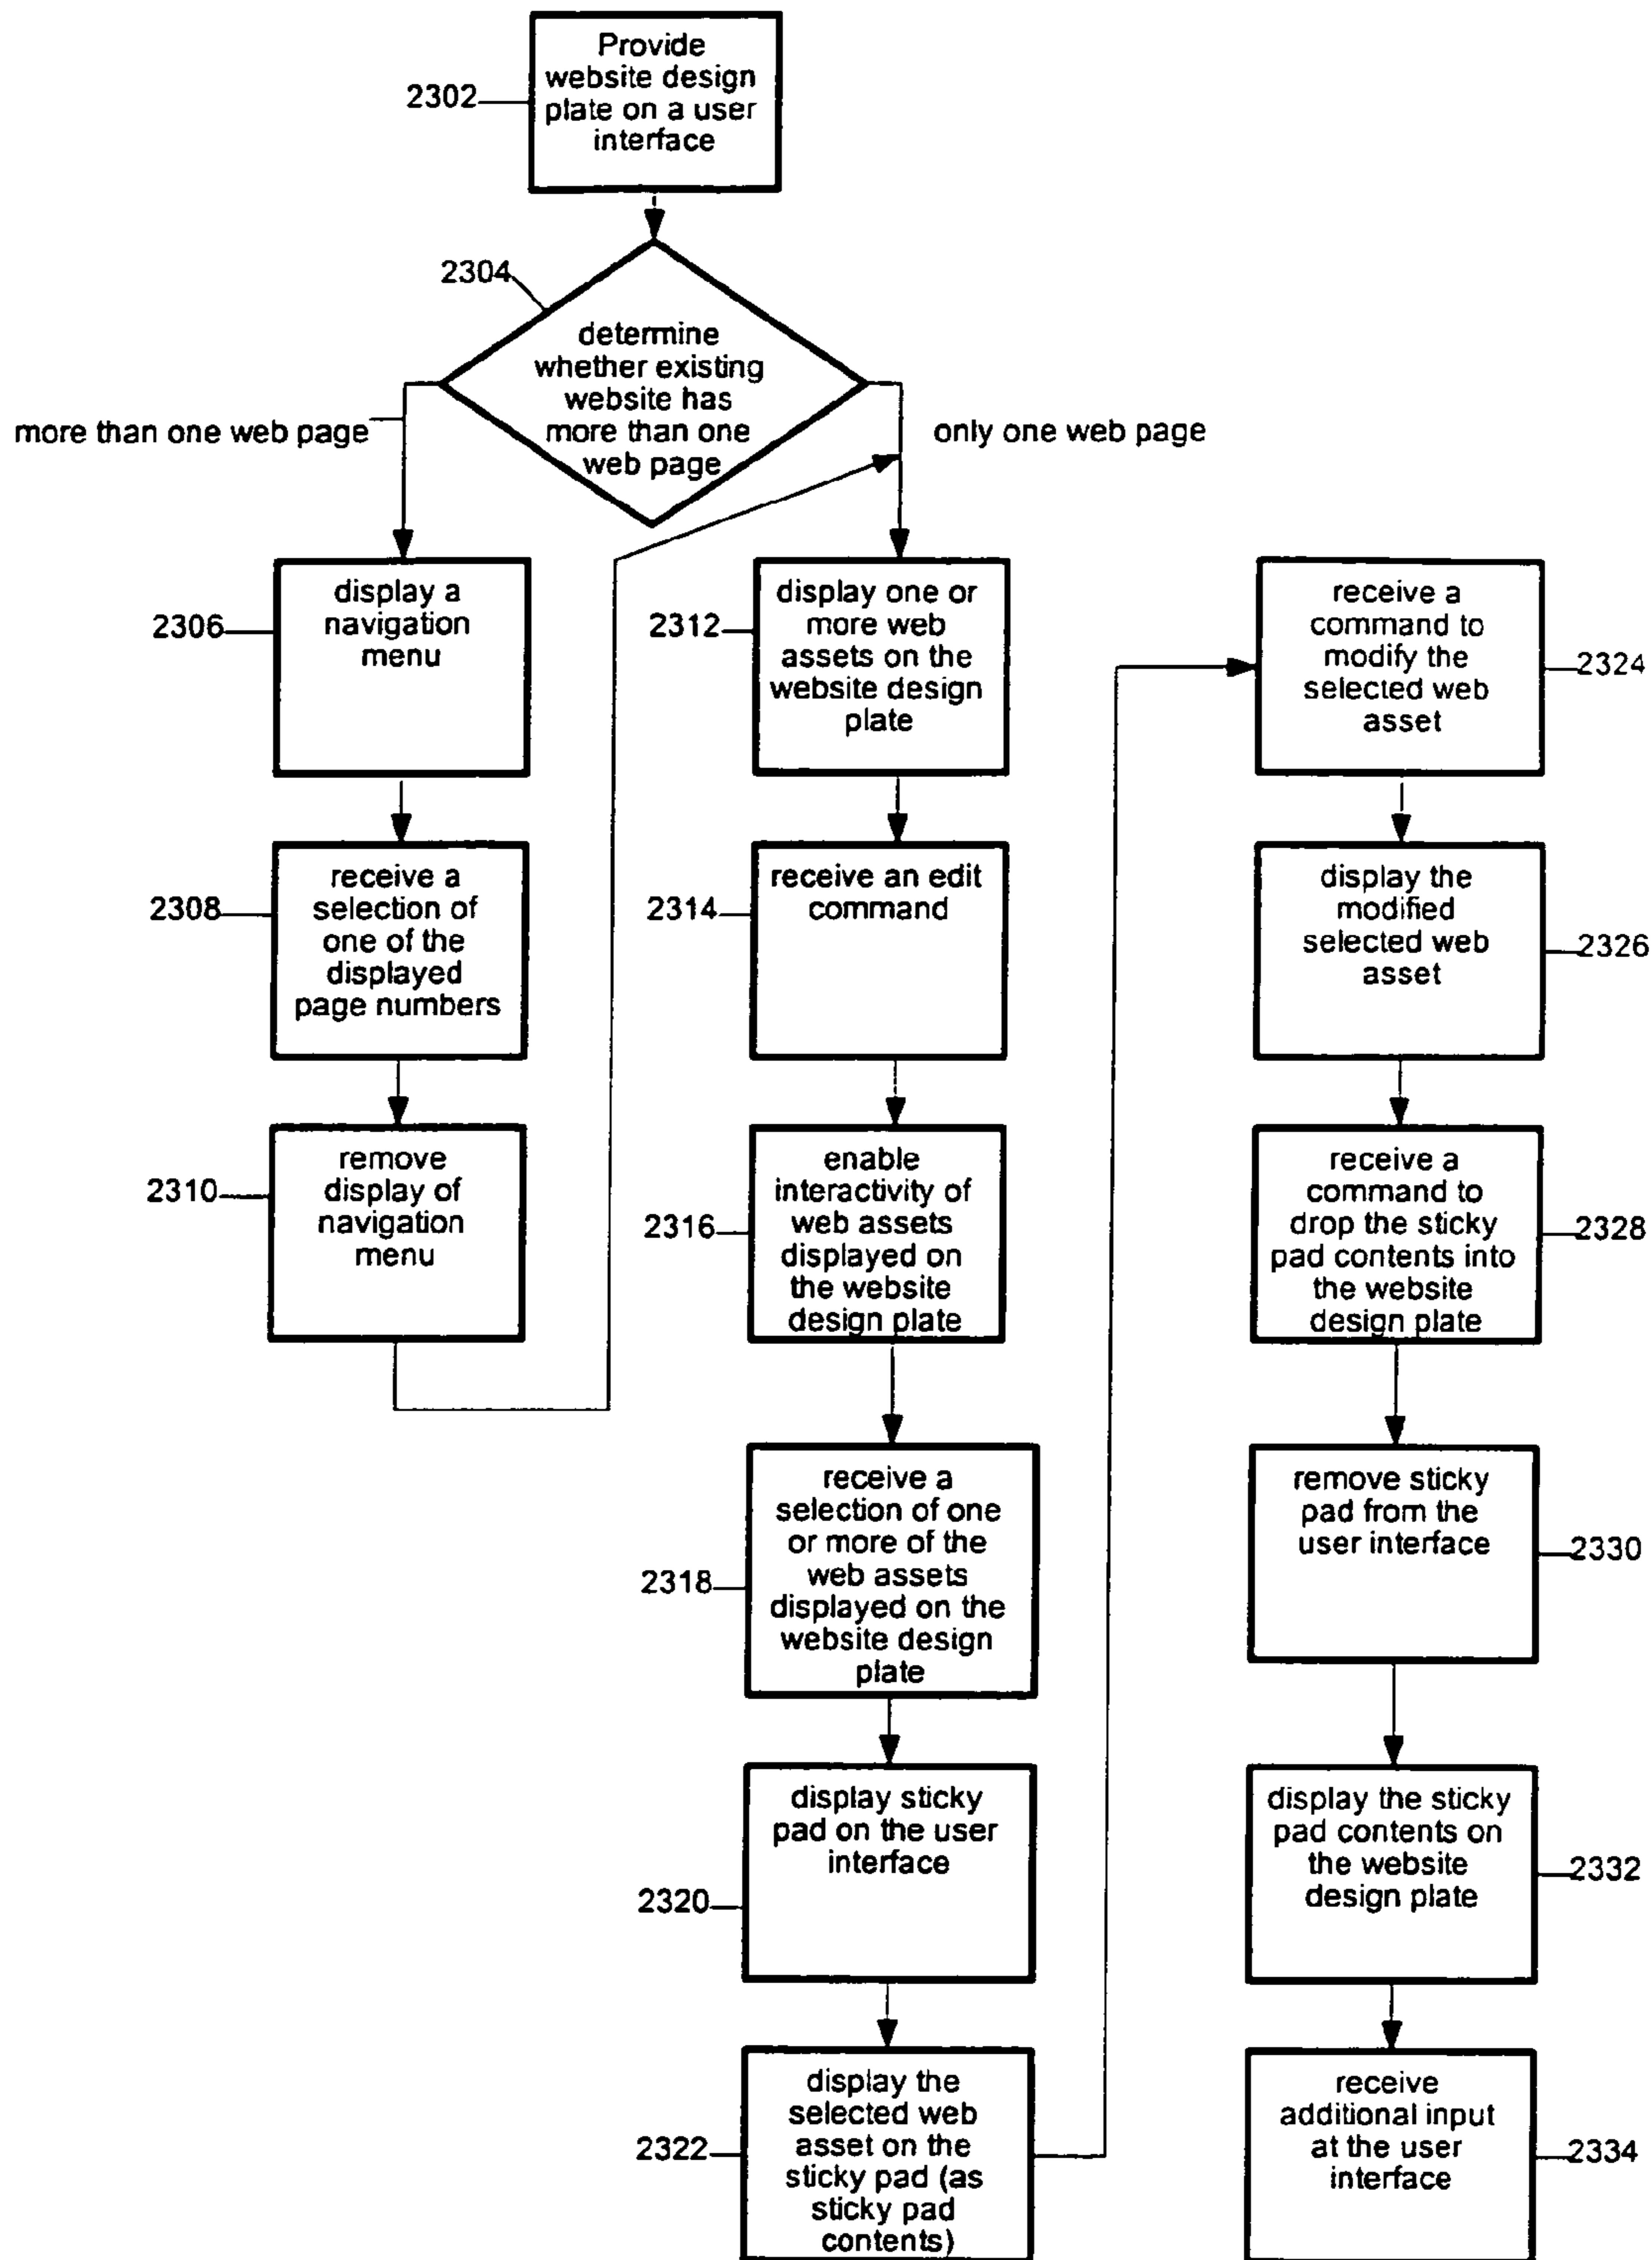 Provide
website design
plate on a user
interface
2302
2304
determine
whether existing
website has
more than one
web page
more than one web page
only one web page
display a
navigation
menu
2306
receive a
selection of
one of the
displayed
page numbers
2308
remove
display of
navigation
menu
2310
display one or
more web
assets on the
website design
plate
2312
receive an edit
command
2314
enable
interactivity of
web assets
displayed on
the website
design plate
2316
receive a
selection of one
or more of the
web assets
displayed on the
website design
plate
2318
display sticky
pad on the user
interface
2320
display the
selected web
asset on the
sticky pad (as
sticky pad
contents)
2322
receive a
command to
modify the
selected web
asset
2324
display the
modified
selected web
asset
2326
receive a
command to
drop the sticky
pad contents into
the website
design plate
2328
remove sticky
pad from the
user interface
2330
display the sticky
pad contents on
the website
design plate
2332
receive
additional input
at the user
interface
2334